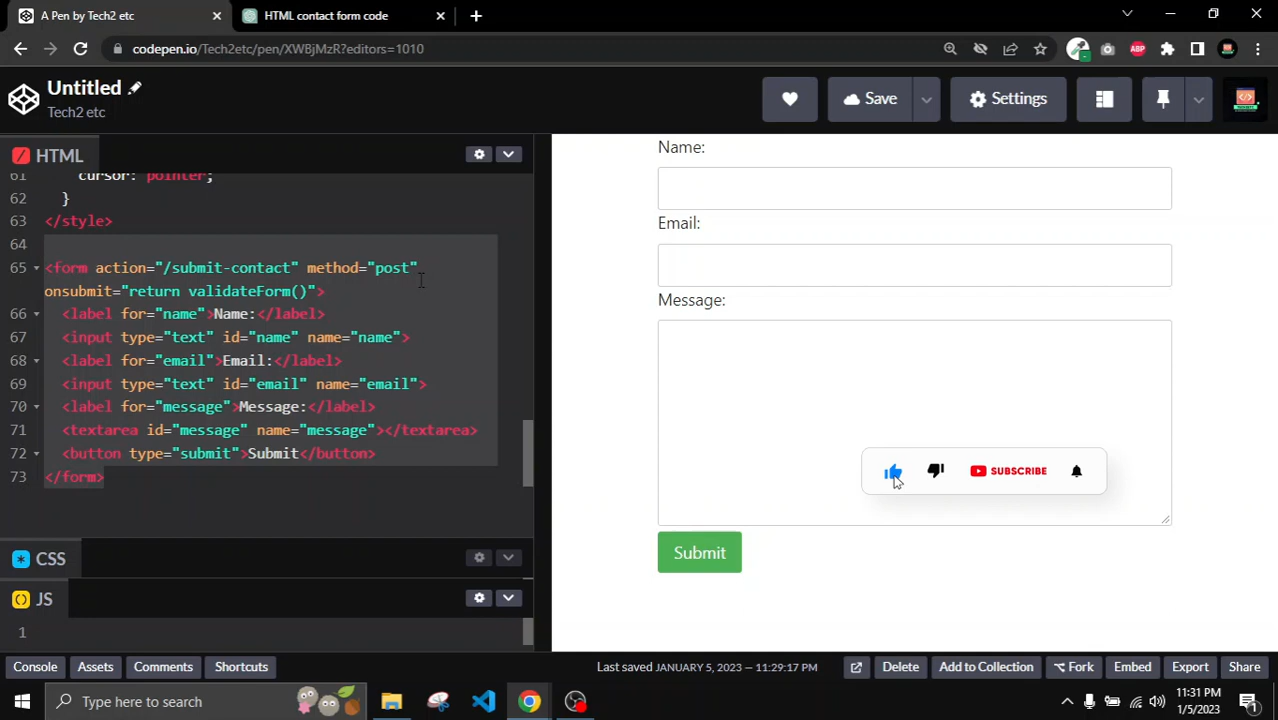 A Pen by Tech2 etc
HTML contact form code
codepen.io/Tech2etc/pen/XWBjMzR?editors=1010
ABP
Untitled
Tech2 etc
Save
Settings
HTML
61 cursor: pointer;
62 }
63 </style>
64
65 <form action="/submit-contact" method="post"
onsubmit="return validateForm()">
66 <label for="name">Name:</label>
67 <input type="text" id="name" name="name">
68 <label for="email">Email:</label>
69 <input type="text" id="email" name="email">
70 <label for="message">Message:</label>
71 <textarea id="message" name="message"></textarea>
72 <button type="submit">Submit</button>
73 </form>
CSS
JS
1
Name:
Email:
Message:
SUBSCRIBE
Submit
Console Assets Comments Shortcuts Last saved JANUARY 5, 2023 — 11:29:17 PM Delete Add to Collection Fork Embed Export Share
Type here to search
11:31 PM
1/5/2023
1